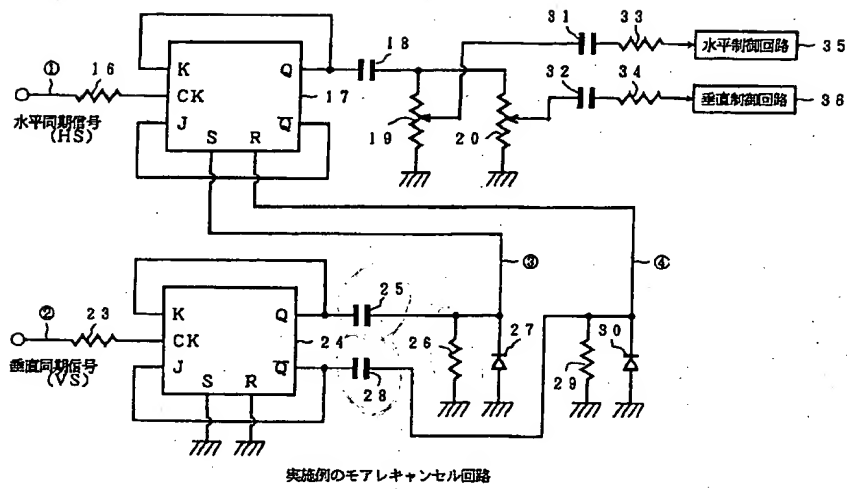 31
33
水平制御回路
35
K
Q
18
①
16
CK
17
32
34
垂直制御回路
36
水平同期信号
(HS)
J
Q̅
19
20
S
R
③
④
②
23
K
Q
25
CK
24
26
27
30
垂直同期信号
(VS)
J
Q̅
S
R
28
29
実施例のモアレキャンセル回路